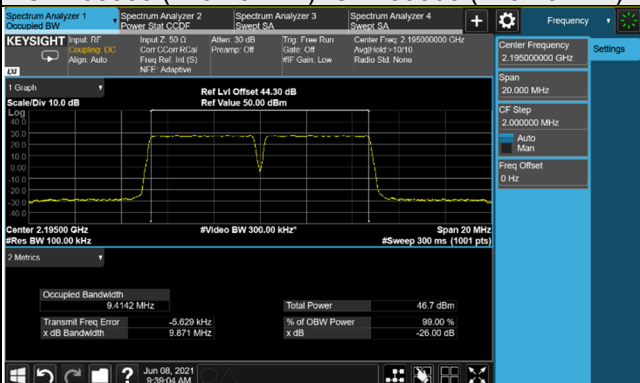 Spectrum Analyzer 1
Occupied BW
Spectrum Analyzer 2
Power Stat CCDF
Spectrum Analyzer 3
Swept SA
Spectrum Analyzer 4
Swept SA
Frequency
KEYSIGHT
Input: RF
Coupling: DC
Align: Auto
Input Z: 50 Ω
Corr CCorr RCal
Freq Ref: Int (S)
NFE: Adaptive
Atten: 30 dB
Preamp: Off
Trig: Free Run
Gate: Off
#IF Gain: Low
Center Freq: 2.195000000 GHz
Avg|Hold:>10/10
Radio Std: None
LXI
Center Frequency
2.195000000 GHz
Settings
Span
20.000 MHz
CF Step
2.000000 MHz
Auto
Man
Freq Offset
0 Hz
1 Graph
Scale/Div 10.0 dB
Ref Lvl Offset 44.30 dB
Ref Value 50.00 dBm
Log
40.0
30.0
20.0
10.0
0.00
-10.0
-20.0
-30.0
-40.0
Center 2.19500 GHz
#Res BW 100.00 kHz
#Video BW 300.00 kHz*
Span 20 MHz
#Sweep 300 ms (1001 pts)
2 Metrics
Occupied Bandwidth
9.4142 MHz
Total Power
46.7 dBm
Transmit Freq Error
-5.629 kHz
% of OBW Power
99.00 %
x dB Bandwidth
9.871 MHz
x dB
-26.00 dB
?
Jun 08, 2021
9:39:04 AM